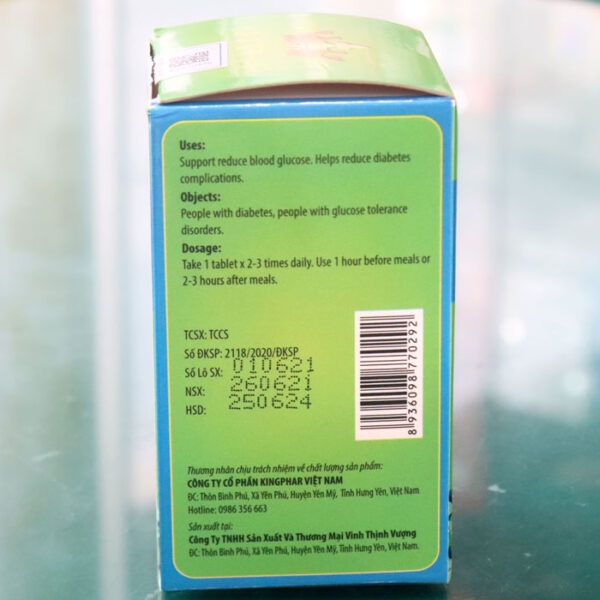 Uses:
Support reduce blood glucose. Helps reduce diabetes
complications.
Objects:
People with diabetes, people with glucose tolerance
disorders.
Dosage:
Take 1 tablet x 2-3 times daily. Use 1 hour before meals or
2-3 hours after meals.
TCSX: TCCS
Số ĐKSP: 2118/2020/ĐKSP
Số Lô SX: 010621
NSX: 260621
HSD: 250624
8 936098 770292
Thương nhân chịu trách nhiệm về chất lượng sản phẩm:
CÔNG TY CỔ PHẦN KINGPHAR VIỆT NAM
ĐC: Thôn Bình Phú, Xã Yên Phú, Huyện Yên Mỹ, Tỉnh Hưng Yên, Việt Nam
Hotline: 0986 356 663
Sản xuất tại:
Công Ty TNHH Sản Xuất Và Thương Mại Vinh Thịnh Vượng
ĐC: Thôn Bình Phú, Xã Yên Phú, Huyện Yên Mỹ, Tỉnh Hưng Yên, Việt Nam.